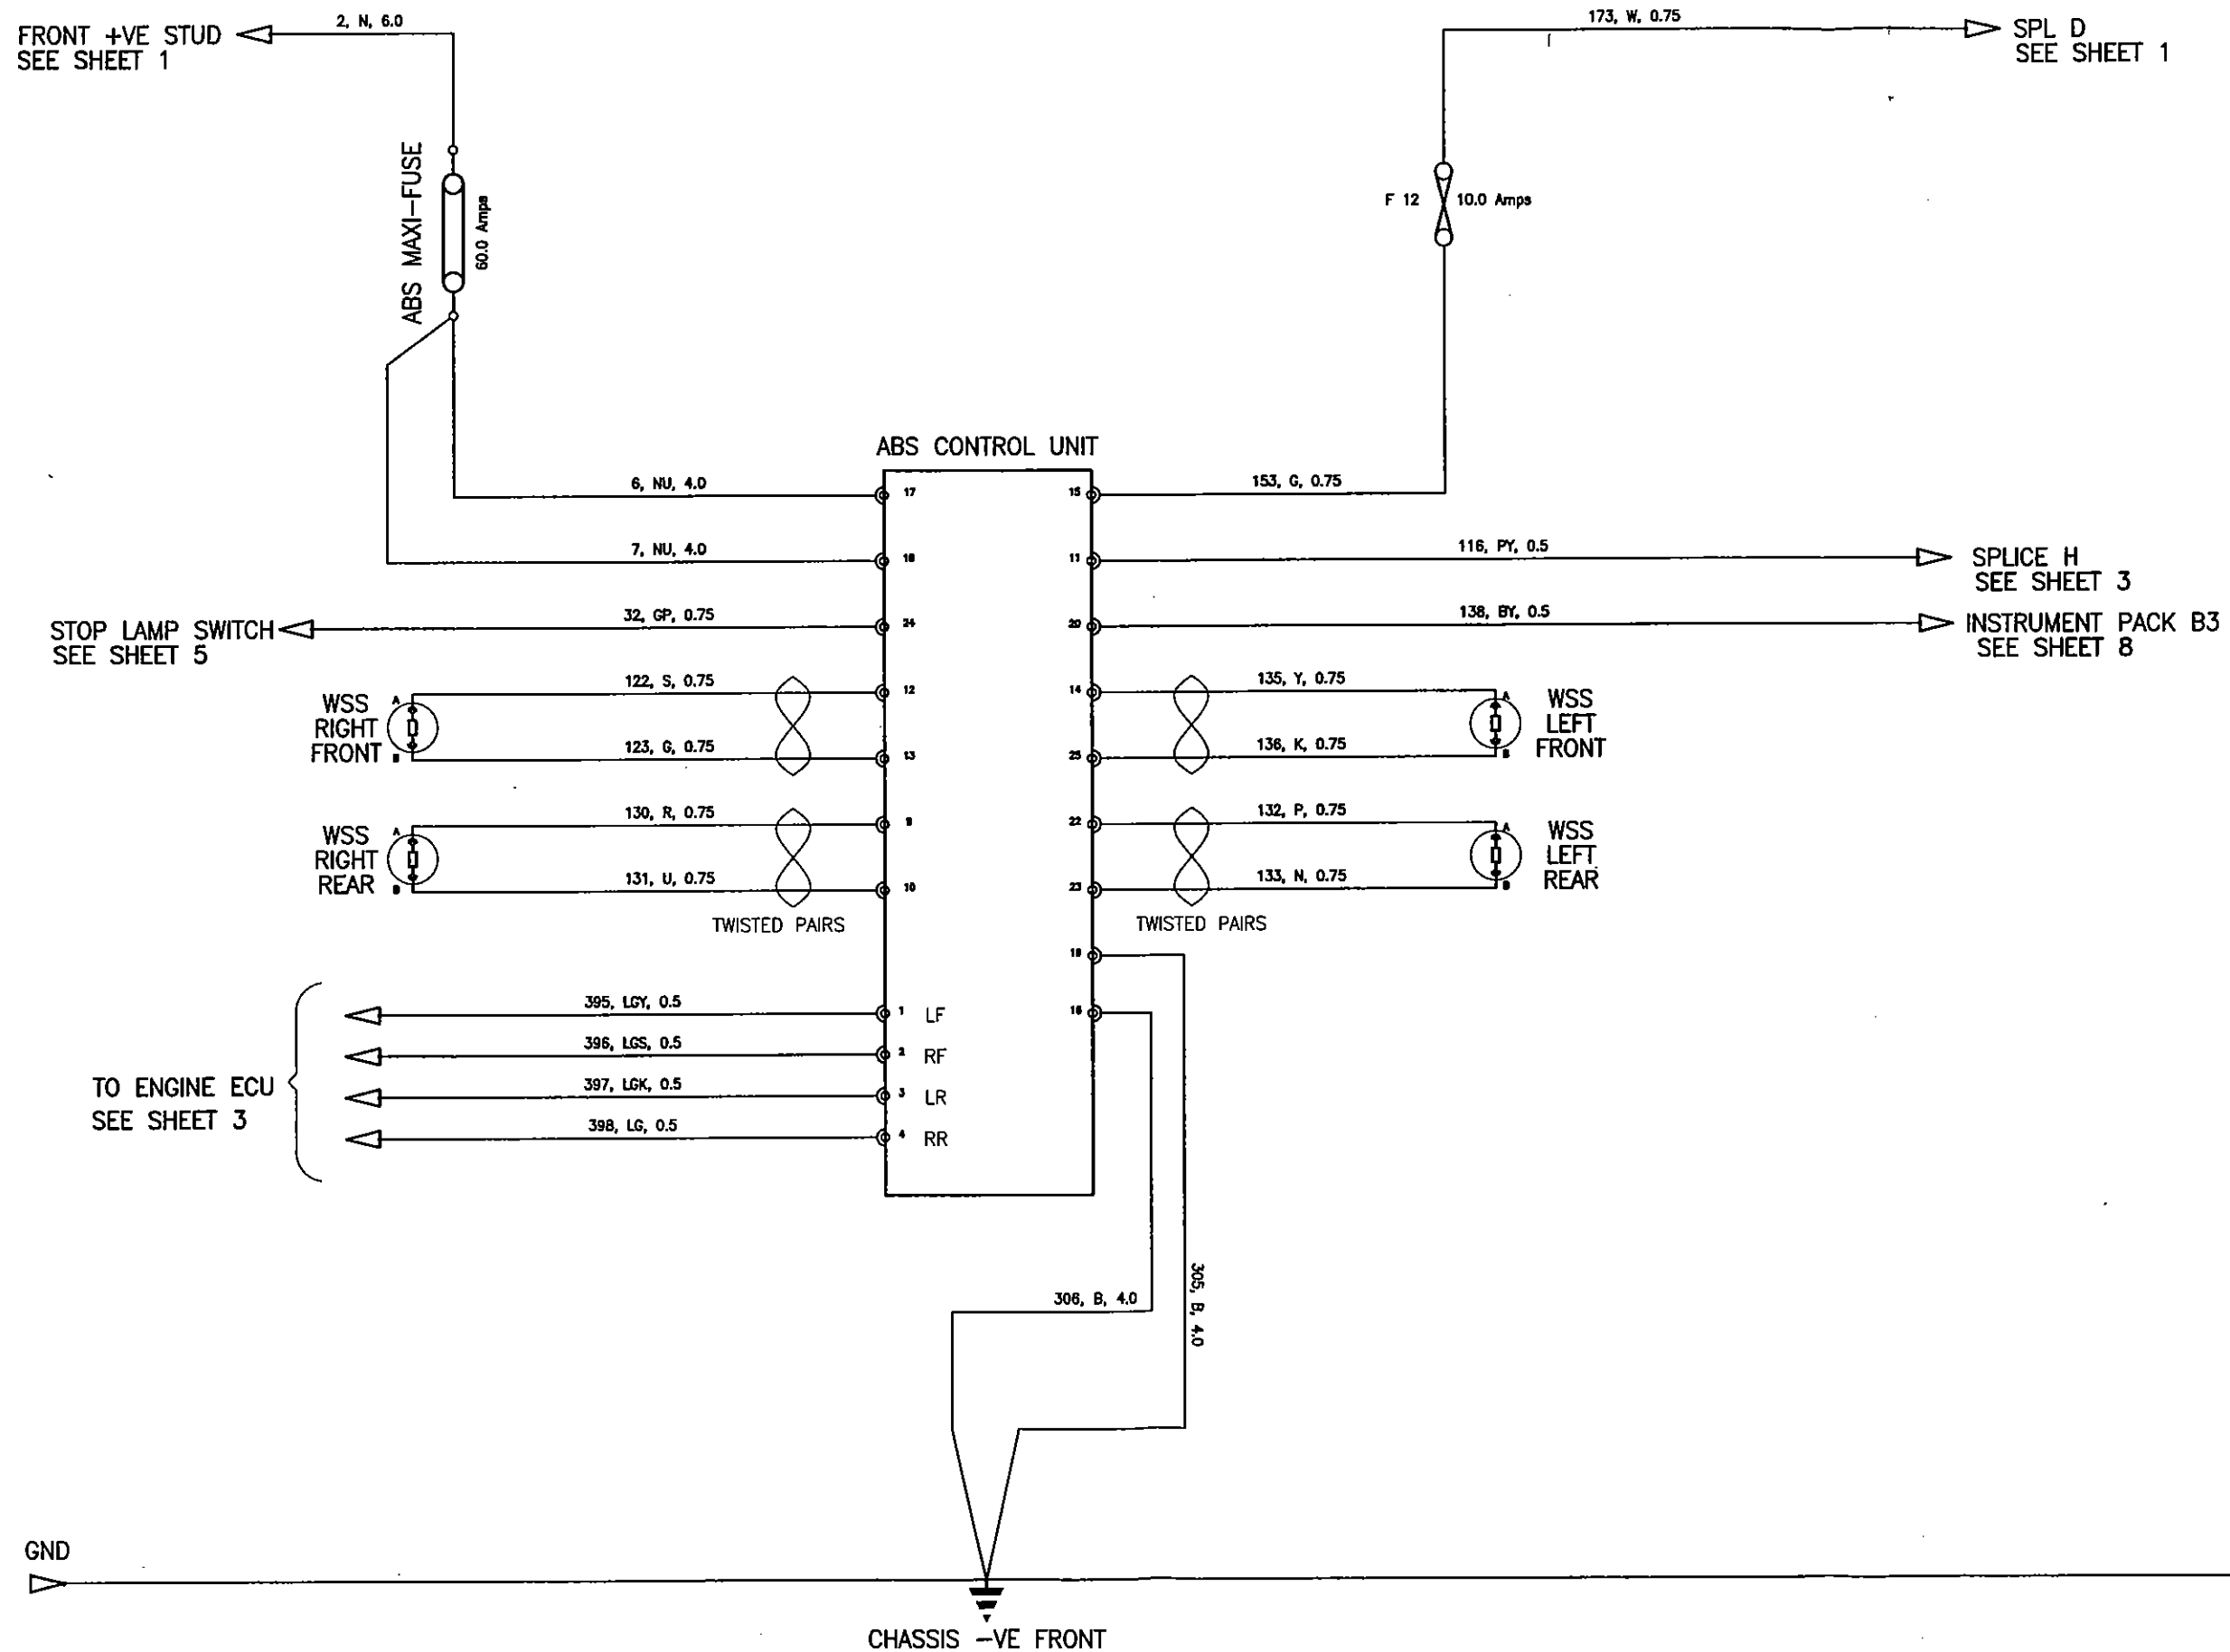 2, N, 6.0
173, W, 0.75
FRONT +VE STUD
SEE SHEET 1
SPL D
SEE SHEET 1
ABS MAXI-FUSE
60.0 Amps
F 12
10.0 Amps
ABS CONTROL UNIT
6, NU, 4.0
17
15
153, G, 0.75
7, NU, 4.0
18
11
116, PY, 0.5
SPLICE H
SEE SHEET 3
STOP LAMP SWITCH
SEE SHEET 5
32, GP, 0.75
24
20
138, BY, 0.5
INSTRUMENT PACK B3
SEE SHEET 8
WSS
RIGHT
FRONT
A
B
122, S, 0.75
12
123, G, 0.75
13
14
135, Y, 0.75
25
136, K, 0.75
A
B
WSS
LEFT
FRONT
WSS
RIGHT
REAR
A
B
130, R, 0.75
9
131, U, 0.75
10
22
132, P, 0.75
23
133, N, 0.75
A
B
WSS
LEFT
REAR
TWISTED PAIRS
TWISTED PAIRS
TO ENGINE ECU
SEE SHEET 3
395, LGY, 0.5
1 LF
396, LGS, 0.5
2 RF
397, LGK, 0.5
3 LR
398, LG, 0.5
4 RR
306, B, 4.0
305, B, 4.0
GND
CHASSIS -VE FRONT